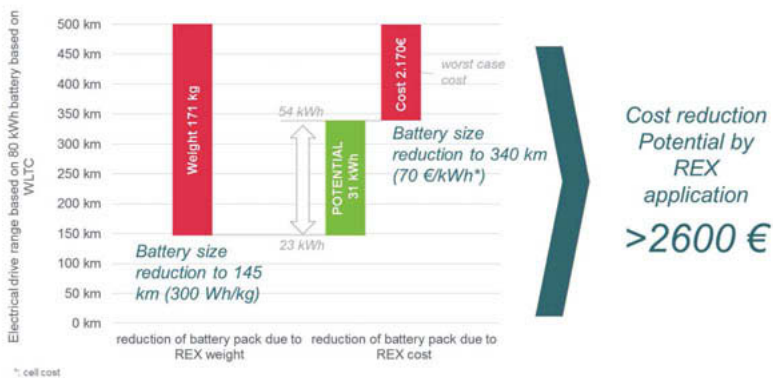 Electrical drive range based on 80 kWh battery based on
WLTC
500 km
450 km
400 km
350 km
300 km
250 km
200 km
150 km
100 km
50 km
0 km
Weight 171 kg
54 kWh
POTENTIAL
31 kWh
23 kWh
Cost 2.170€
worst case
cost
Battery size
reduction to 340 km
(70 €/kWh*)
Battery size
reduction to 145
km (300 Wh/kg)
reduction of battery pack due to
REX weight
reduction of battery pack due to
REX cost
Cost reduction
Potential by
REX
application
>2600 €
*: cell cost